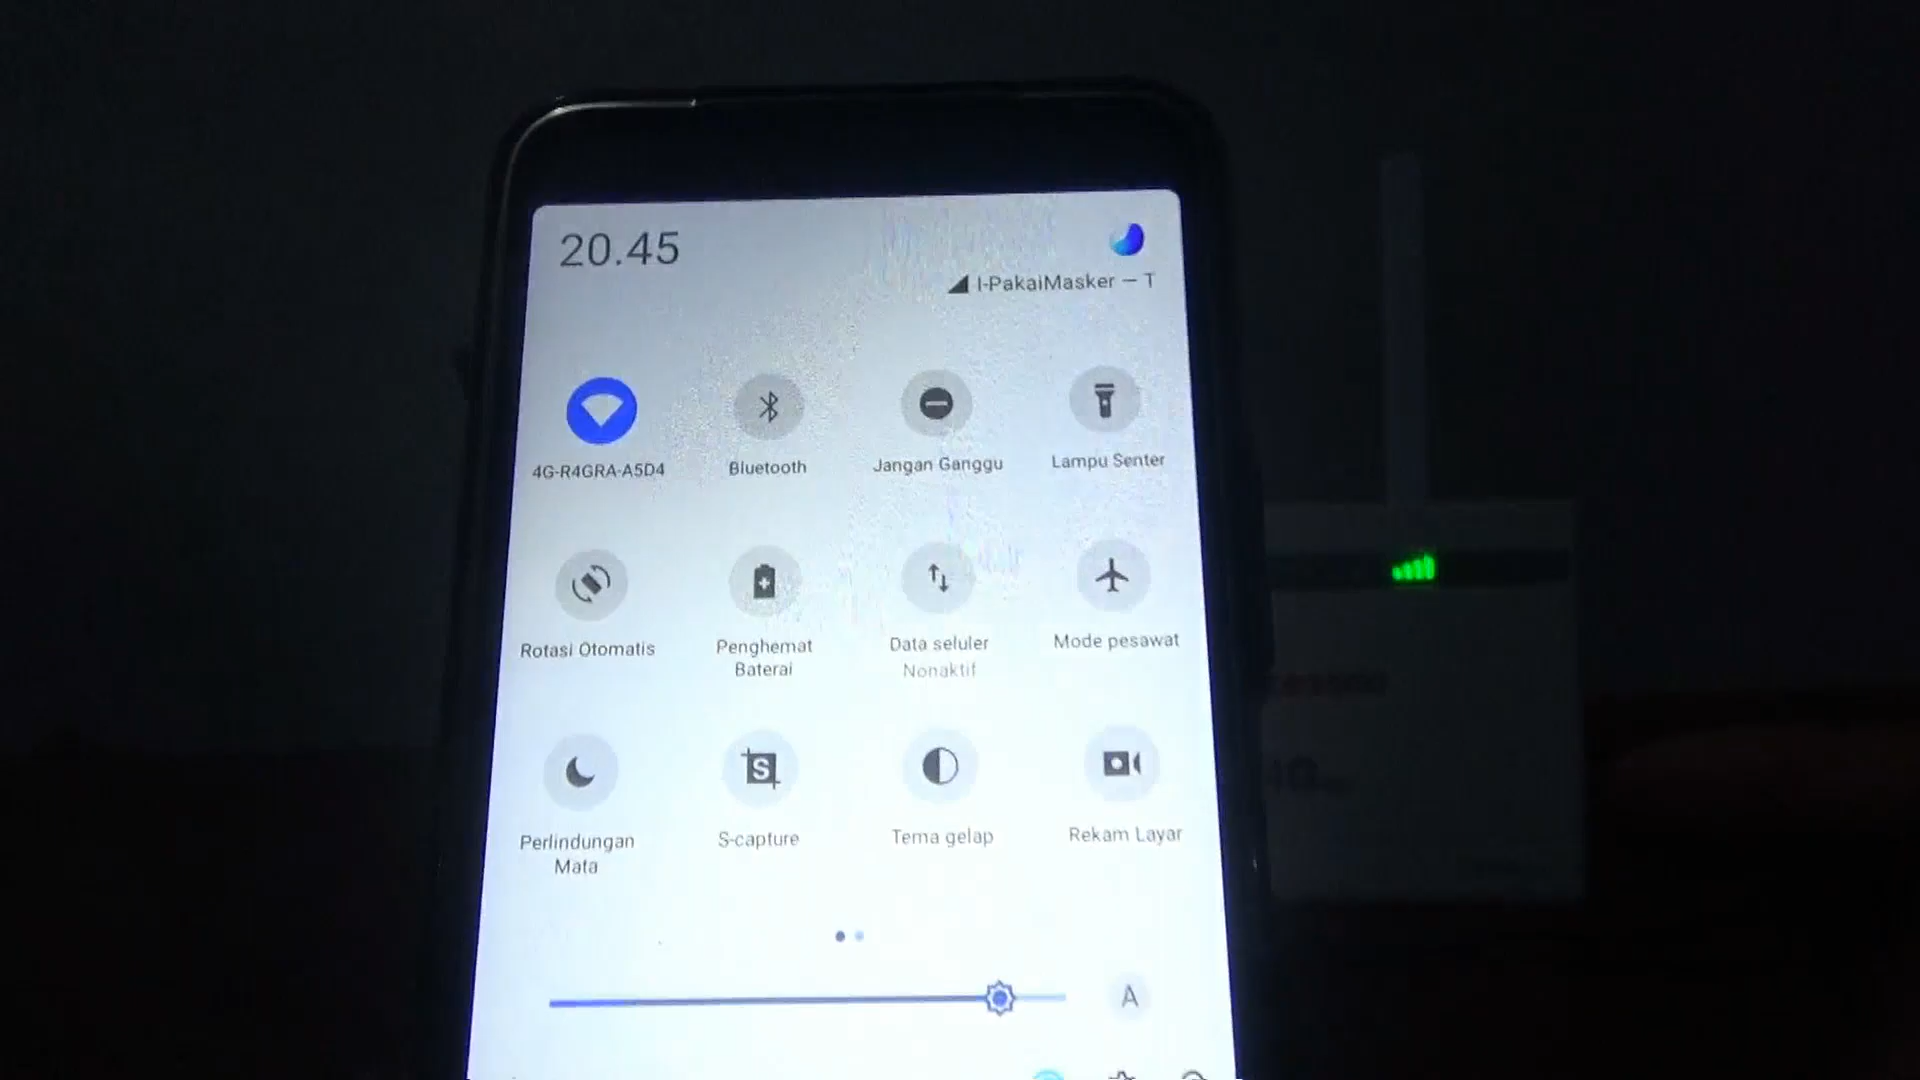 20.45
I-PakaiMasker — T
4G-R4GRA-A5D4
Bluetooth
Jangan Ganggu
Lampu Senter
Rotasi Otomatis
Penghemat
Baterai
Data seluler
Nonaktif
Mode pesawat
S
Perlindungan
Mata
S-capture
Tema gelap
Rekam Layar
A